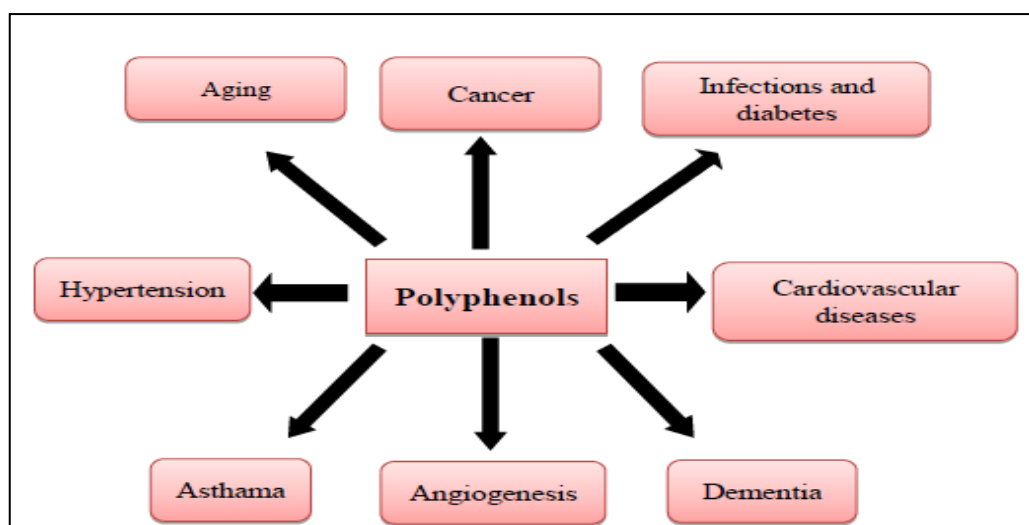 Aging
Cancer
Infections and
diabetes
Hypertension
Polyphenols
Cardiovascular
diseases
Asthama
Angiogenesis
Dementia